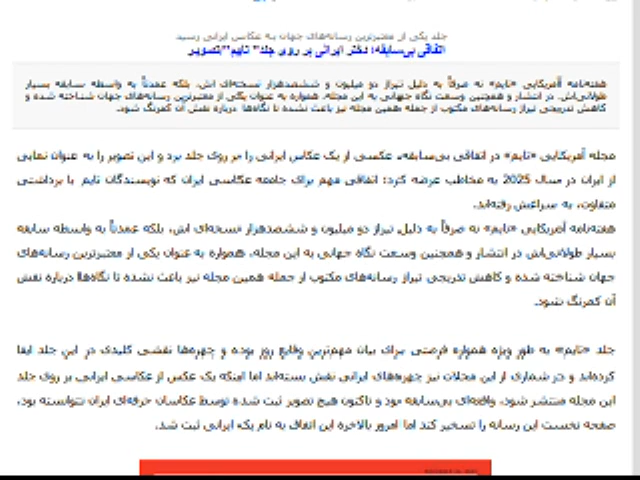 جلد یکی از معتبرترین رسانه‌های جهان به عکاسی ایرانی رسید
اتفاقی بی‌سابقه؛ دختر ایرانی بر روی جلد" تایم"/تصویر
هفته‌نامه آمریکایی «تایم» نه صرفاً به دلیل تیراژ دو میلیون و ششصدهزار نسخه‌ای اش، بلکه عمدتاً به واسطه سابقه بسیار
طولانی‌اش، در انتشار و همچنین وسعت نگاه جهانی به این مجله، همواره به عنوان یکی از معتبرترین رسانه‌های جهان شناخته شده و
کاهش تدریجی تیراژ رسانه‌های مکتوب از جمله همین مجله نیز باعث نشده تا نگاه‌ها درباره نقش آن کمرنگ شود.
مجله آمریکایی «تایم» در اتفاقی بی‌سابقه، عکسی از یک عکاس ایرانی را بر روی جلد برد و این تصویر را به عنوان نمایی
از ایران در سال 2025 به مخاطب عرضه کرد؛ اتفاقی مهم برای جامعه عکاسی ایران که نویسندگان تایم با برداشتی
متفاوت، به سراغش رفته‌اند.
هفته‌نامه آمریکایی «تایم» نه صرفاً به دلیل تیراژ دو میلیون و ششصدهزار نسخه‌ای اش، بلکه عمدتاً به واسطه سابقه
بسیار طولانی‌اش در انتشار و همچنین وسعت نگاه جهانی به این مجله، همواره به عنوان یکی از معتبرترین رسانه‌های
جهان شناخته شده و کاهش تدریجی تیراژ رسانه‌های مکتوب از جمله همین مجله نیز باعث نشده تا نگاه‌ها درباره نقش
آن کمرنگ شود.
جلد «تایم» به طور ویژه همواره فرصتی برای بیان مهم‌ترین وقایع روز بوده و چهره‌ها نقشی کلیدی در این جلد ایفا
کرده‌اند و در شماری از این مجلات نیز چهره‌های ایرانی نقش بسته‌اند اما اینکه یک عکس از عکاسی ایرانی بر روی جلد
این مجله منتشر شود، واقعه‌ای بی‌سابقه بود و تاکنون هیچ تصویر ثبت شده توسط عکاسان حرفه‌ای ایران نتوانسته بود،
صفحه نخست این رسانه را تسخیر کند اما امروز بالاخره این اتفاق به نام یک ایرانی ثبت شد.